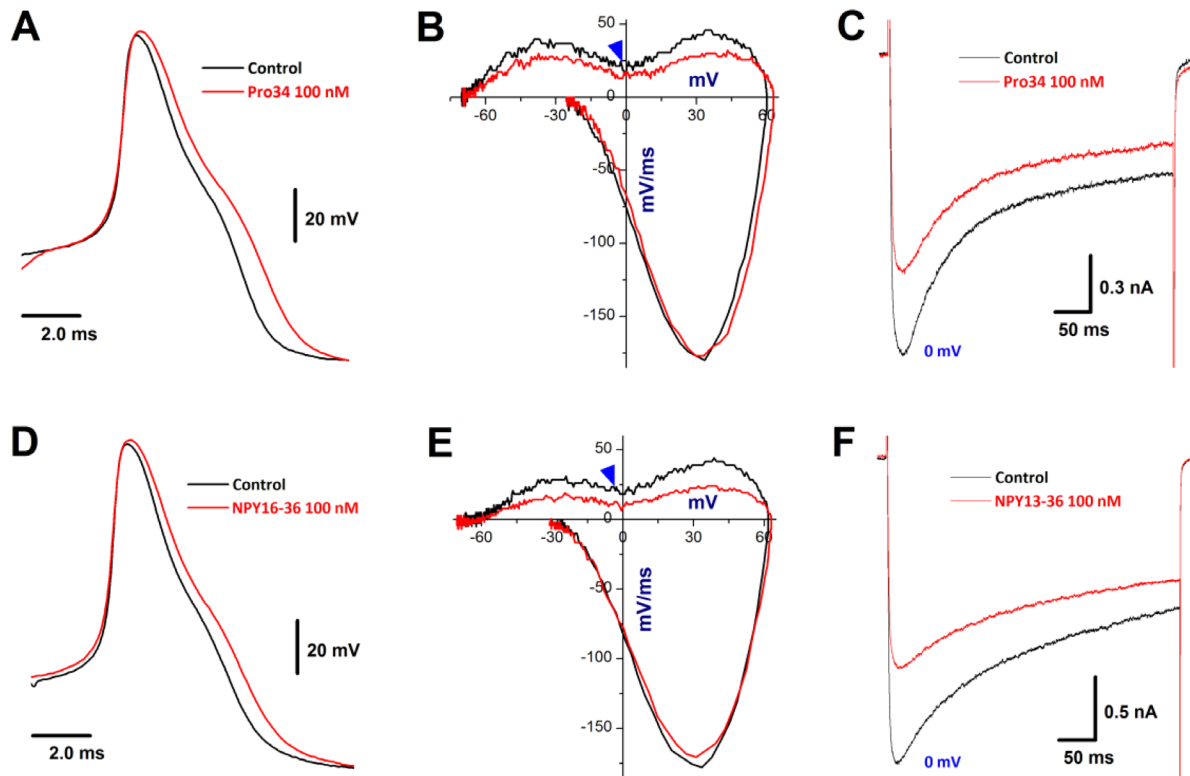 A
Control
Pro34 100 nM
20 mV
2.0 ms
B
50
mV
-60 -30 0 30 60
-50
mV/ms
-100
-150
C
Control
Pro34 100 nM
0.3 nA
50 ms
0 mV
D
Control
NPY16-36 100 nM
20 mV
2.0 ms
E
50
mV
0
-60 -30 0 30 60
-50
mV/ms
-100
-150
F
Control
NPY13-36 100 nM
0.5 nA
50 ms
0 mV